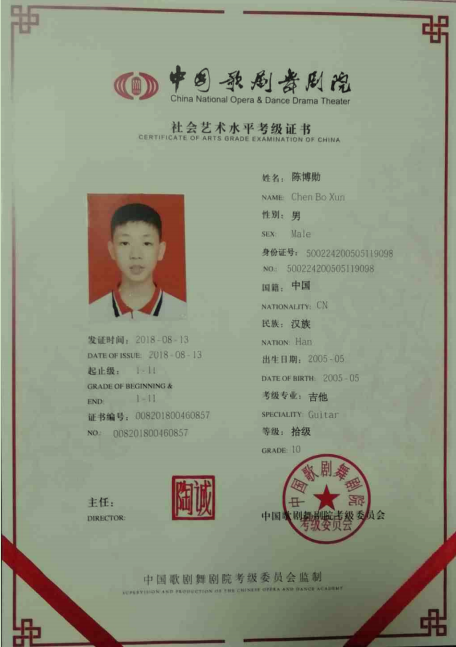 中国歌剧舞剧院
China National Opera & Dance Drama Theater
社会艺术水平考级证书
CERTIFICATE OF ARTS GRADE EXAMINATION OF CHINA
姓名：陈博勋
NAME: Chen Bo Xun
性别：男
SEX: Male
身份证号：500224200505119098
NO.: 500224200505119098
国籍：中国
NATIONALITY: CN
民族：汉族
NATION: Han
出生日期：2005-05
DATE OF BIRTH: 2005-05
考级专业：吉他
SPECIALITY: Guitar
等级：拾级
GRADE: 10
发证时间：2018-08-13
DATE OF ISSUE: 2018-08-13
起止级：1-11
GRADE OF BEGINNING &
END: 1-11
证书编号：008201800460857
NO.: 008201800460857
主任：
DIRECTOR:
陶诚
中国歌剧舞剧院
考级委员会
中国歌剧舞剧院考级委员会
中国歌剧舞剧院考级委员会监制
SUPERVISION AND PRODUCTION OF THE CHINESE OPERA AND DANCE ACADEMY